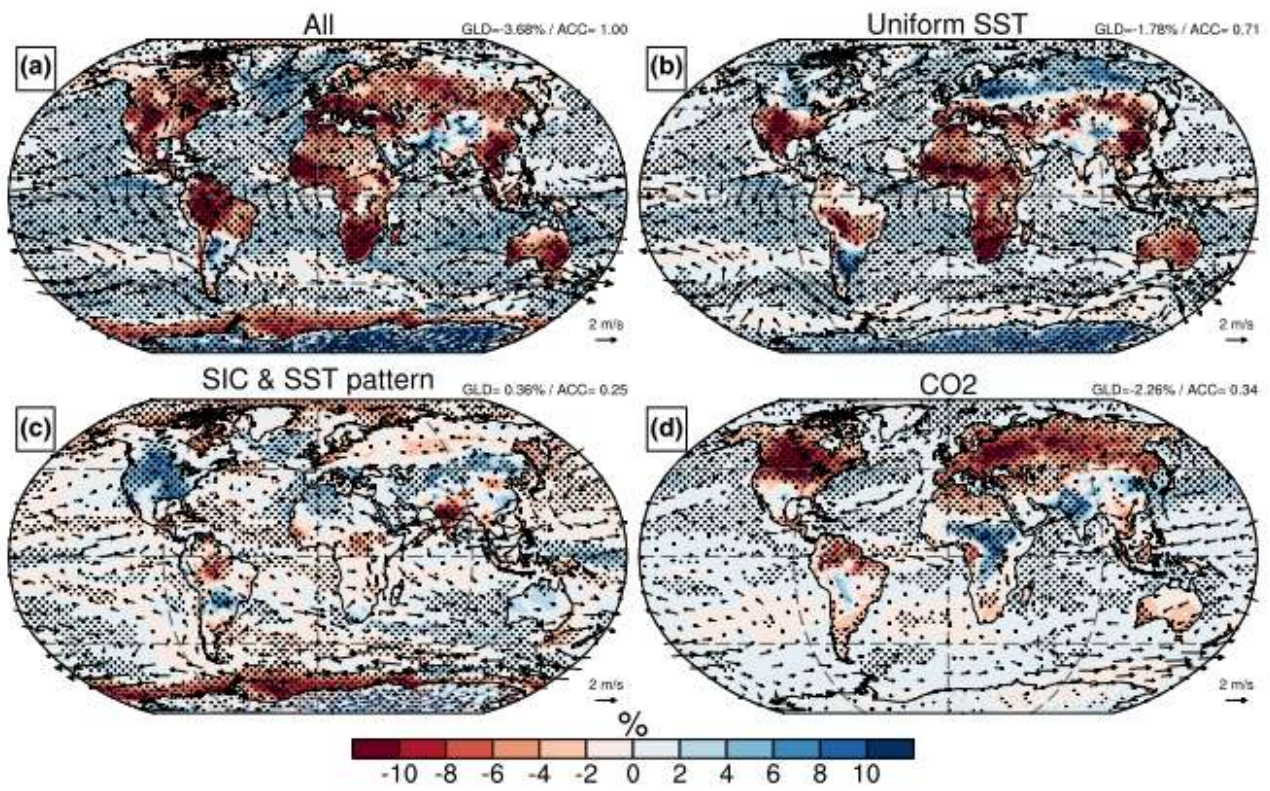 All GLD=-3.68% / ACC= 1.00
(a)
2 m/s
Uniform SST GLD=-1.78% / ACC= 0.71
(b)
2 m/s
SIC & SST pattern GLD= 0.36% / ACC= 0.25
(c)
2 m/s
CO2 GLD=-2.26% / ACC= 0.34
(d)
2 m/s
%
-10 -8 -6 -4 -2 0 2 4 6 8 10